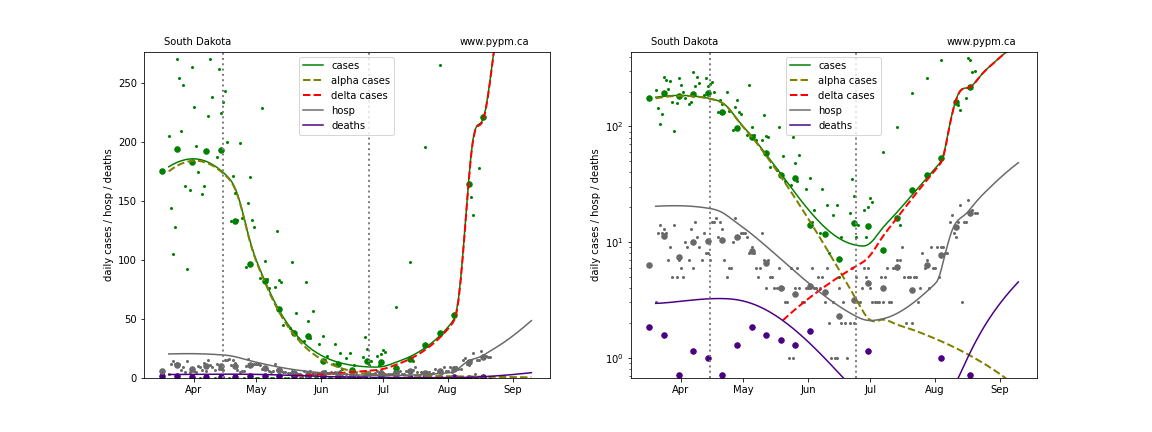 South Dakota
www.pypm.ca
cases
alpha cases
delta cases
hosp
deaths
daily cases / hosp / deaths
250
200
150
100
50
0
Apr
May
Jun
Jul
Aug
Sep
South Dakota
www.pypm.ca
cases
alpha cases
delta cases
hosp
deaths
daily cases / hosp / deaths
10²
10¹
10⁰
Apr
May
Jun
Jul
Aug
Sep